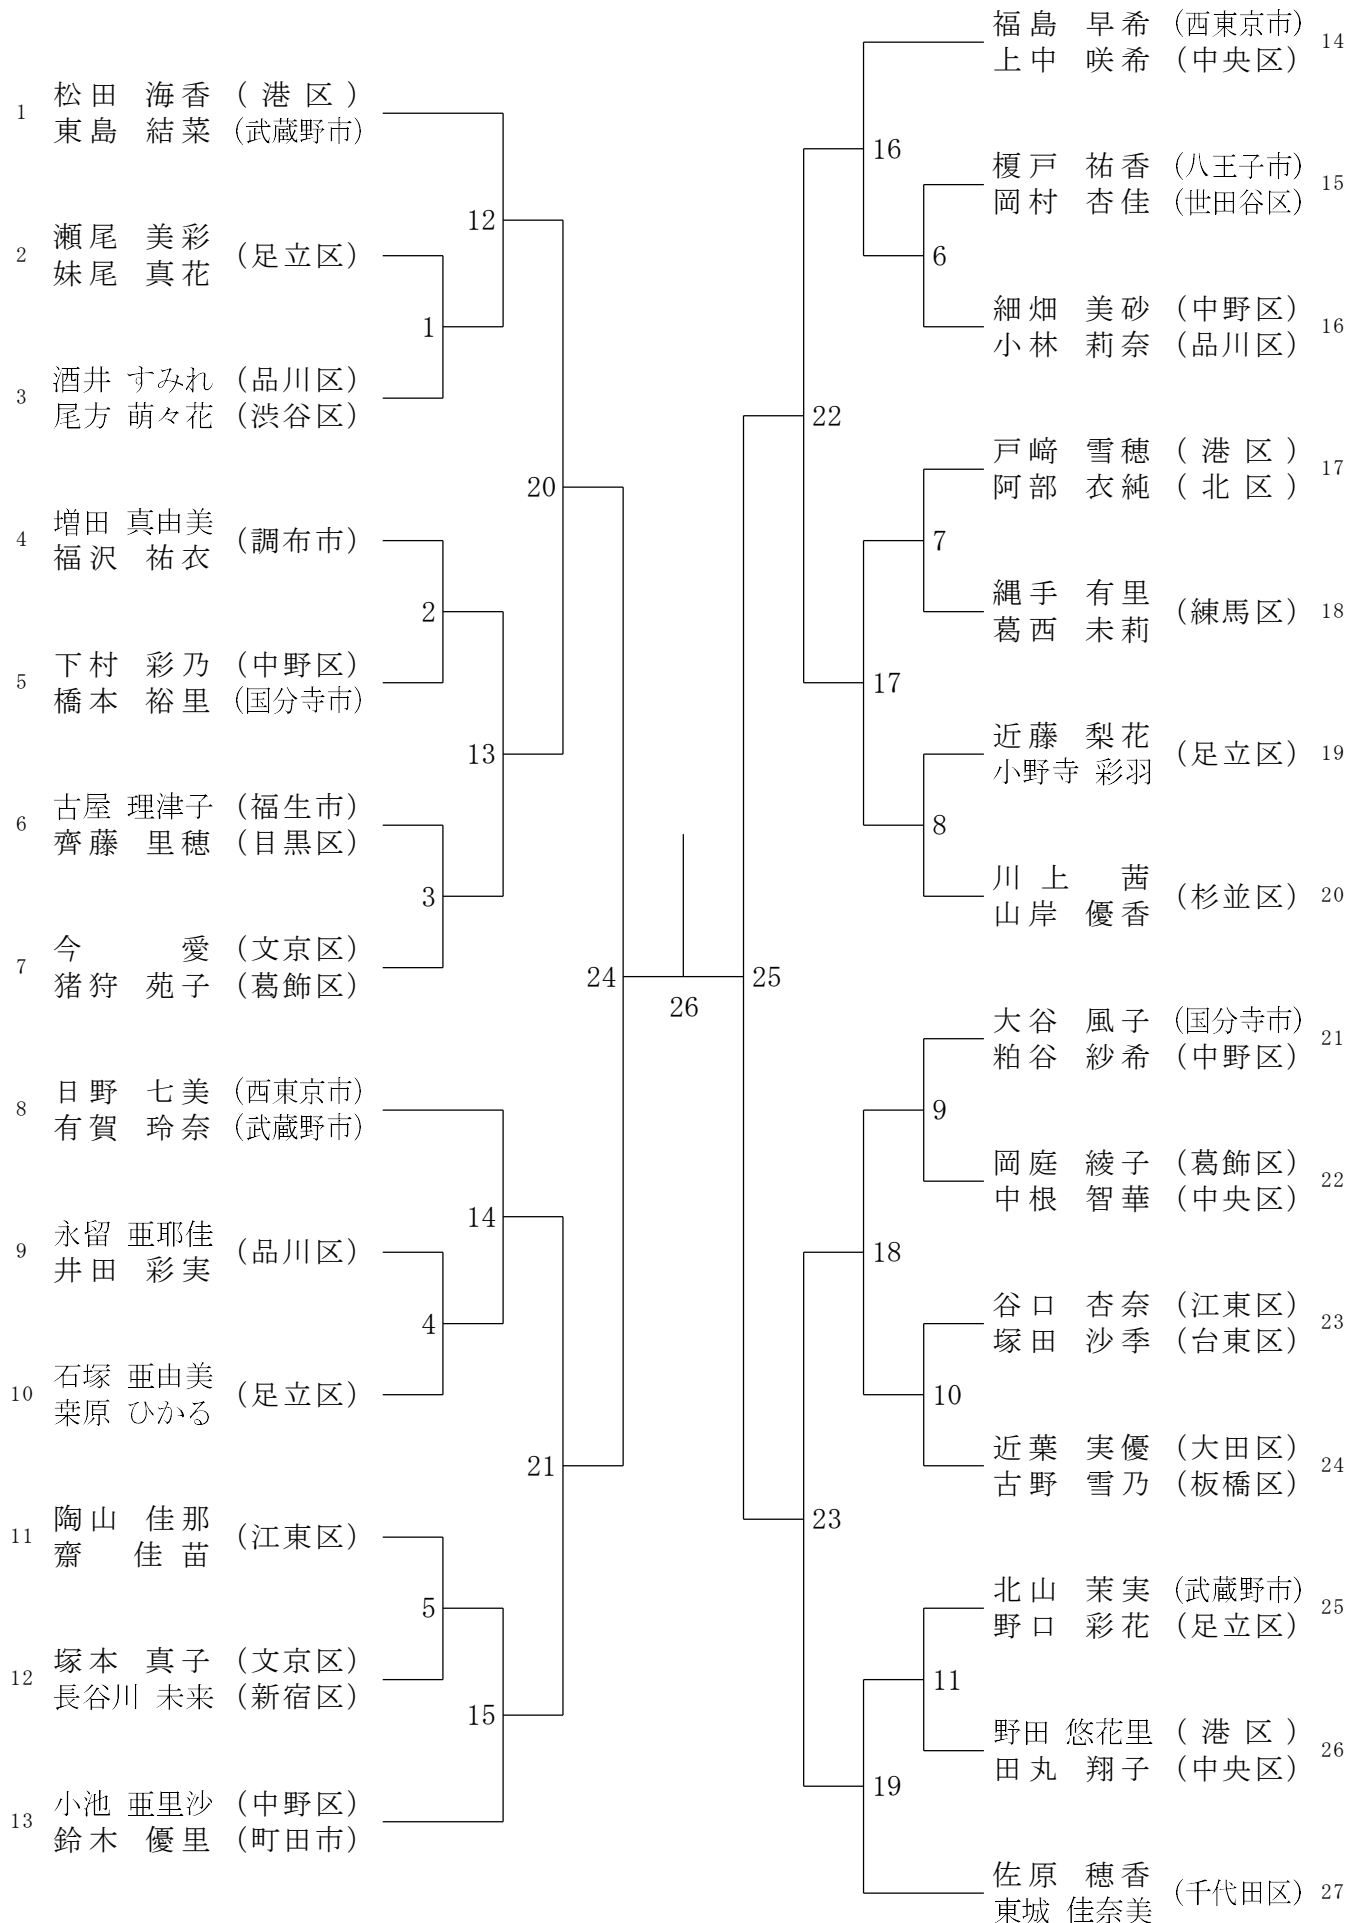 1 松田 海香 (港区)
東島 結菜 (武蔵野市)
2 瀬尾 美彩 (足立区)
妹尾 真花
3 酒井 すみれ (品川区)
尾方 萌々花 (渋谷区)
4 増田 真由美 (調布市)
福沢 祐衣
5 下村 彩乃 (中野区)
橋本 裕里 (国分寺市)
6 古屋 理津子 (福生市)
齊藤 里穂 (目黒区)
7 今 愛 (文京区)
猪狩 苑子 (葛飾区)
8 日野 七美 (西東京市)
有賀 玲奈 (武蔵野市)
9 永留 亜耶佳 (品川区)
井田 彩実
10 石塚 亜由美 (足立区)
桒原 ひかる
11 陶山 佳那 (江東区)
齋 佳苗
12 塚本 真子 (文京区)
長谷川 未来 (新宿区)
13 小池 亜里沙 (中野区)
鈴木 優里 (町田市)
12
1
20
2
13
3
24
14
4
21
5
15
26
16
6
22
7
17
8
25
9
18
10
23
11
19
福島 早希 (西東京市) 14
上中 咲希 (中央区)
榎戸 祐香 (八王子市) 15
岡村 杏佳 (世田谷区)
細畑 美砂 (中野区) 16
小林 莉奈 (品川区)
戸﨑 雪穂 (港区) 17
阿部 衣純 (北区)
縄手 有里 (練馬区) 18
葛西 未莉
近藤 梨花 (足立区) 19
小野寺 彩羽
川上 茜 (杉並区) 20
山岸 優香
大谷 風子 (国分寺市) 21
粕谷 紗希 (中野区)
岡庭 綾子 (葛飾区) 22
中根 智華 (中央区)
谷口 杏奈 (江東区) 23
塚田 沙季 (台東区)
近葉 実優 (大田区) 24
古野 雪乃 (板橋区)
北山 茉実 (武蔵野市) 25
野口 彩花 (足立区)
野田 悠花里 (港区) 26
田丸 翔子 (中央区)
佐原 穂香 (千代田区) 27
東城 佳奈美